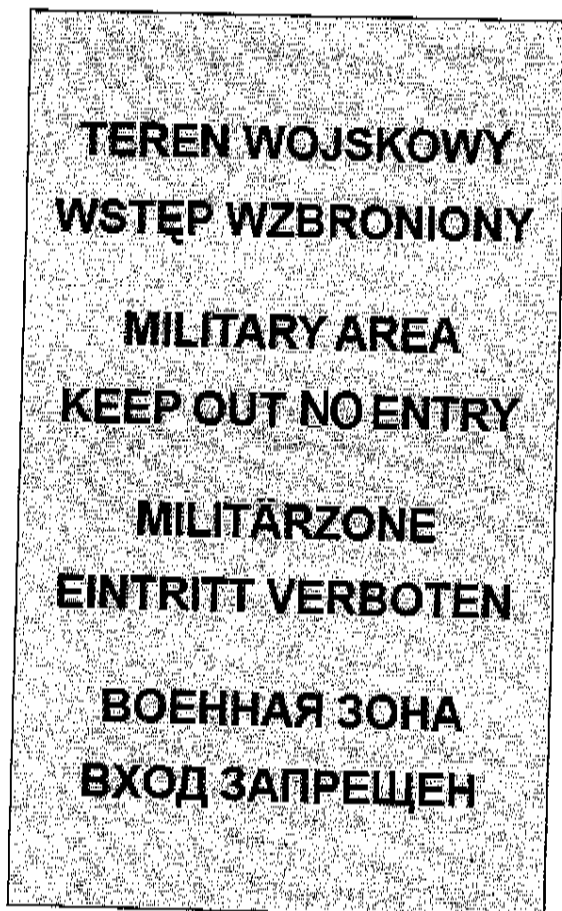 TEREN WOJSKOWY
WSTĘP WZBRONIONY
MILITARY AREA
KEEP OUT NO ENTRY
MILITÄRZONE
EINTRITT VERBOTEN
ВОЕННАЯ ЗОНА
ВХОД ЗАПРЕЩЕН